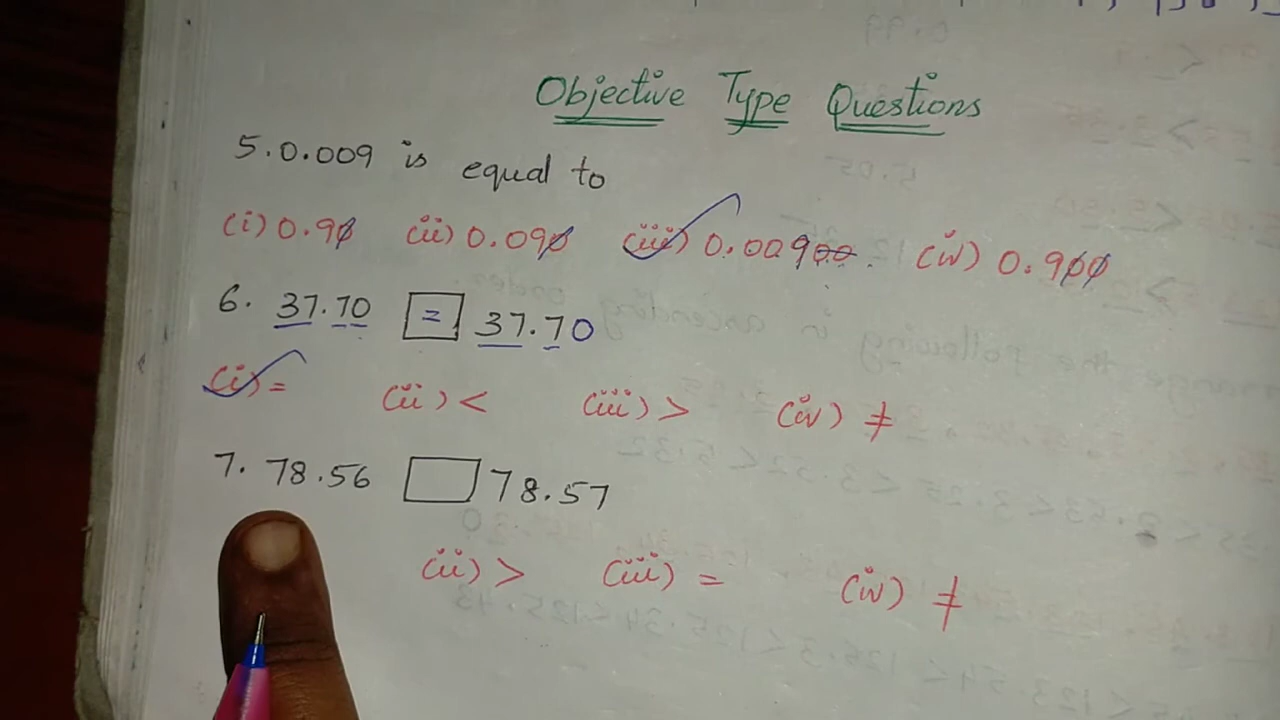 Objective Type Questions
5. 0.009 is equal to
(i) 0.90 (ii) 0.090 (iii) 0.00900. (iv) 0.900
6. 37.70 = 37.70
(i) = (ii) < (iii) > (iv) ≠
7. 78.56 78.57
(ii) > (iii) = (iv) ≠